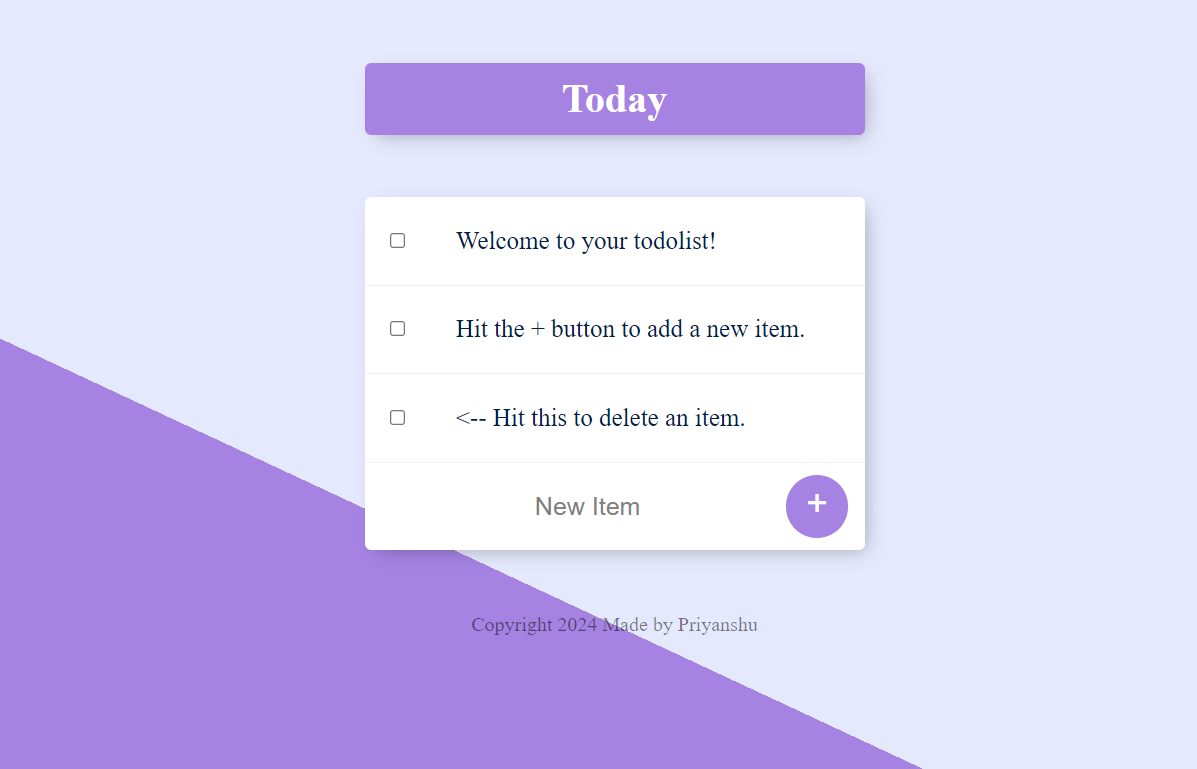 Today
Welcome to your todolist!
Hit the + button to add a new item.
<-- Hit this to delete an item.
New Item +
Copyright 2024 Made by Priyanshu